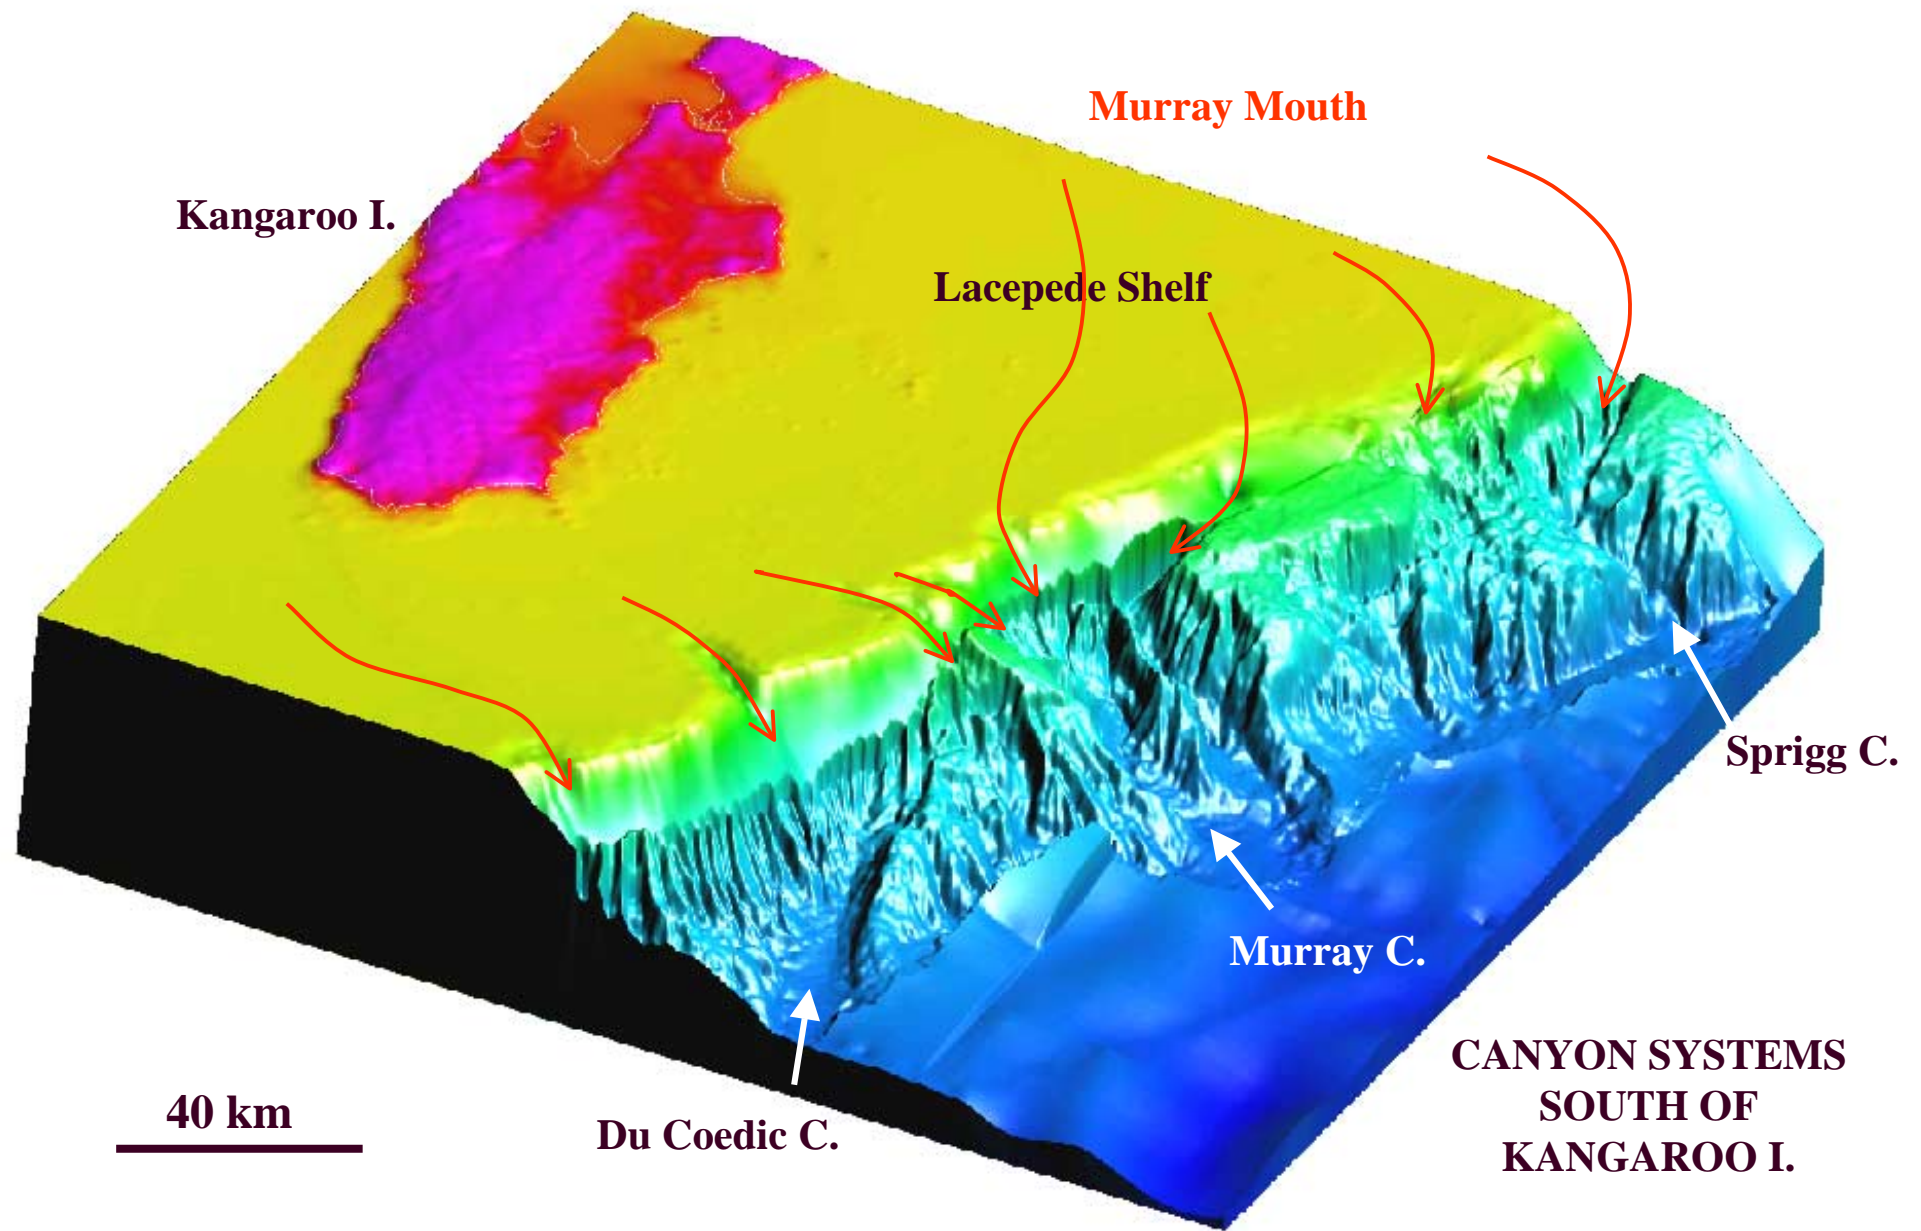 Murray Mouth
Kangaroo I.
Lacepede Shelf
Sprigg C.
Murray C.
CANYON SYSTEMS
SOUTH OF
KANGAROO I.
40 km
Du Coedic C.